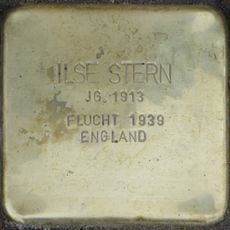 ILSE STERN
JG. 1913
FLUCHT 1939
ENGLAND